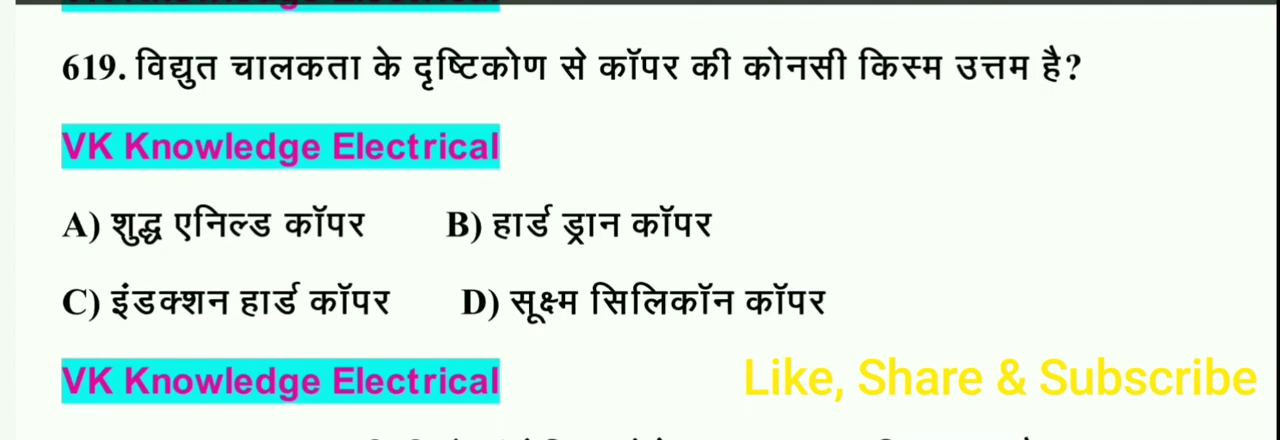 619. विद्युत चालकता के दृष्टिकोण से कॉपर की कोनसी किस्म उत्तम है?
VK Knowledge Electrical
A) शुद्ध एनिल्ड कॉपर B) हार्ड ड्रान कॉपर
C) इंडक्शन हार्ड कॉपर D) सूक्ष्म सिलिकॉन कॉपर
VK Knowledge Electrical Like, Share & Subscribe